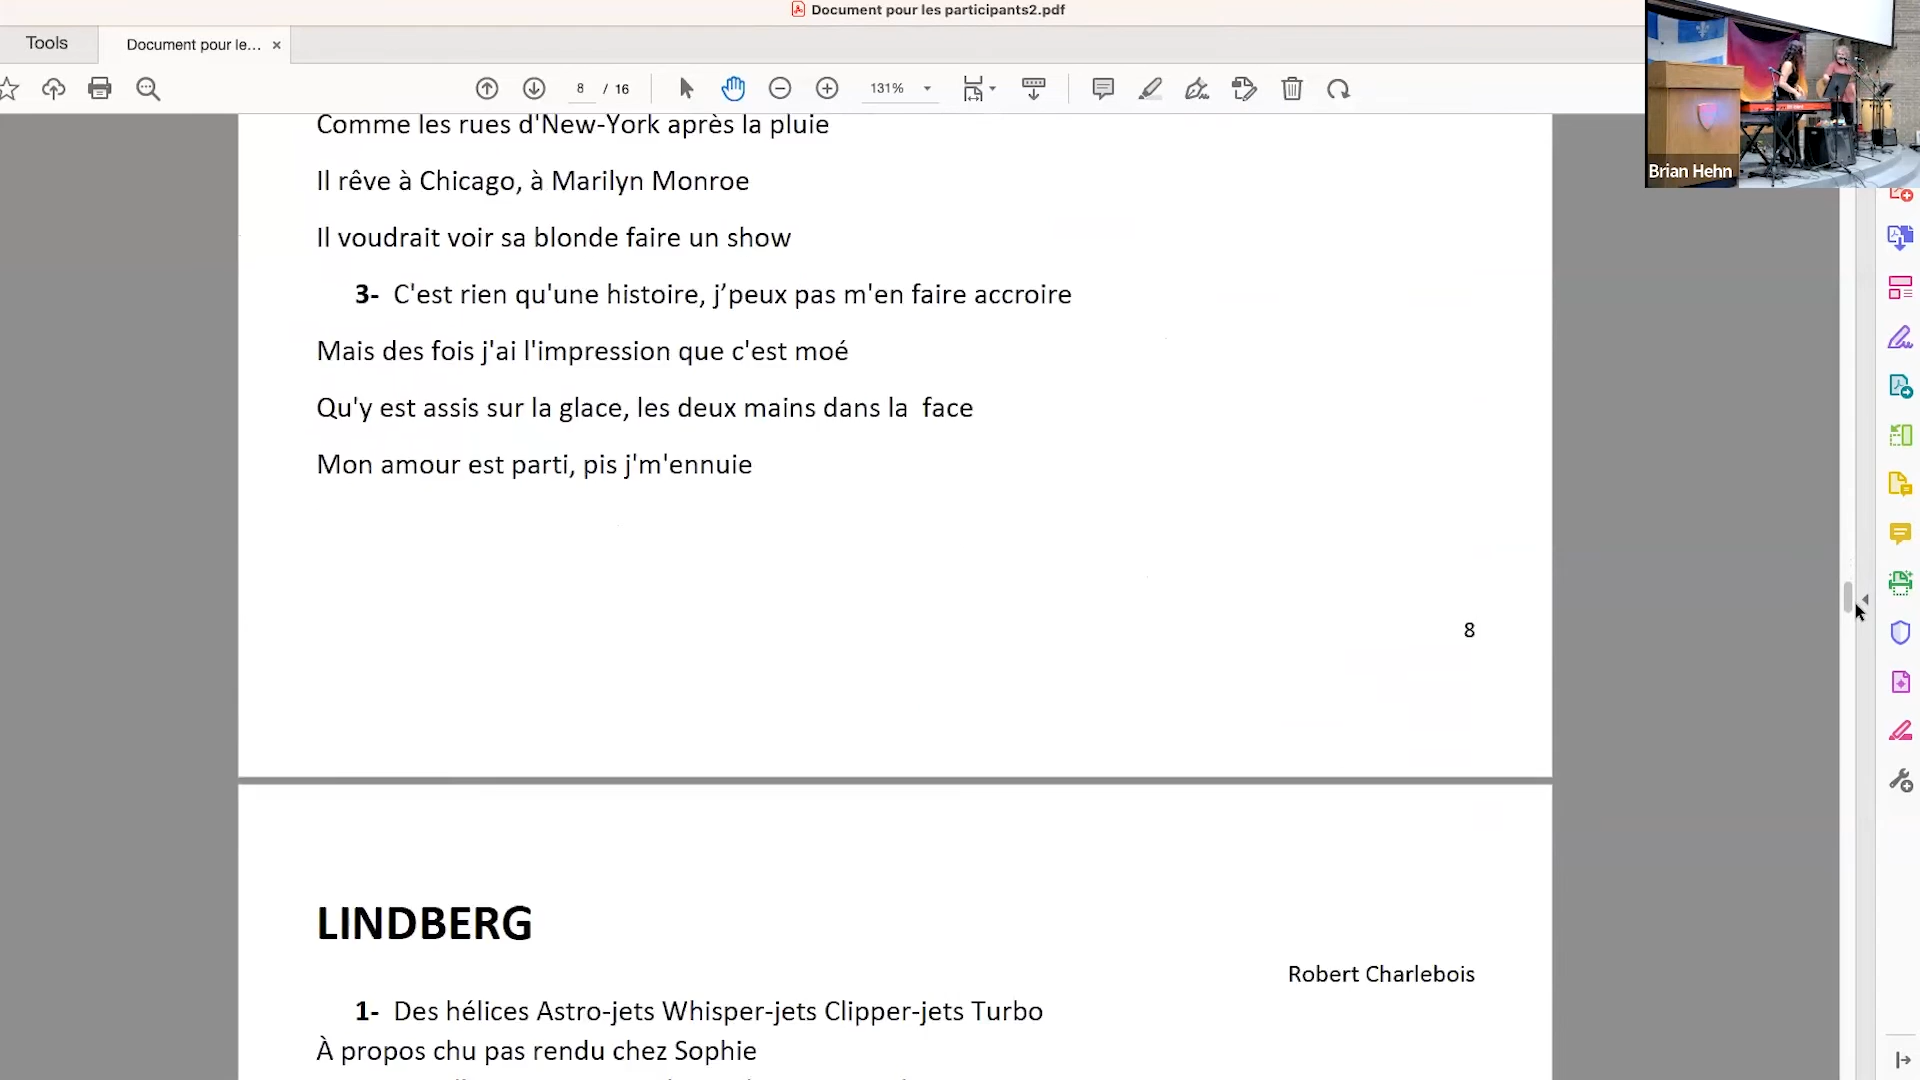 Document pour les participants2.pdf
Tools
Document pour le... ×
8 / 16
131%
Brian Hehn
Comme les rues d'New-York après la pluie
Il rêve à Chicago, à Marilyn Monroe
Il voudrait voir sa blonde faire un show
3- C'est rien qu'une histoire, j’peux pas m'en faire accroire
Mais des fois j'ai l'impression que c'est moé
Qu'y est assis sur la glace, les deux mains dans la face
Mon amour est parti, pis j'm'ennuie
8
LINDBERG
Robert Charlebois
1- Des hélices Astro-jets Whisper-jets Clipper-jets Turbo
À propos chu pas rendu chez Sophie